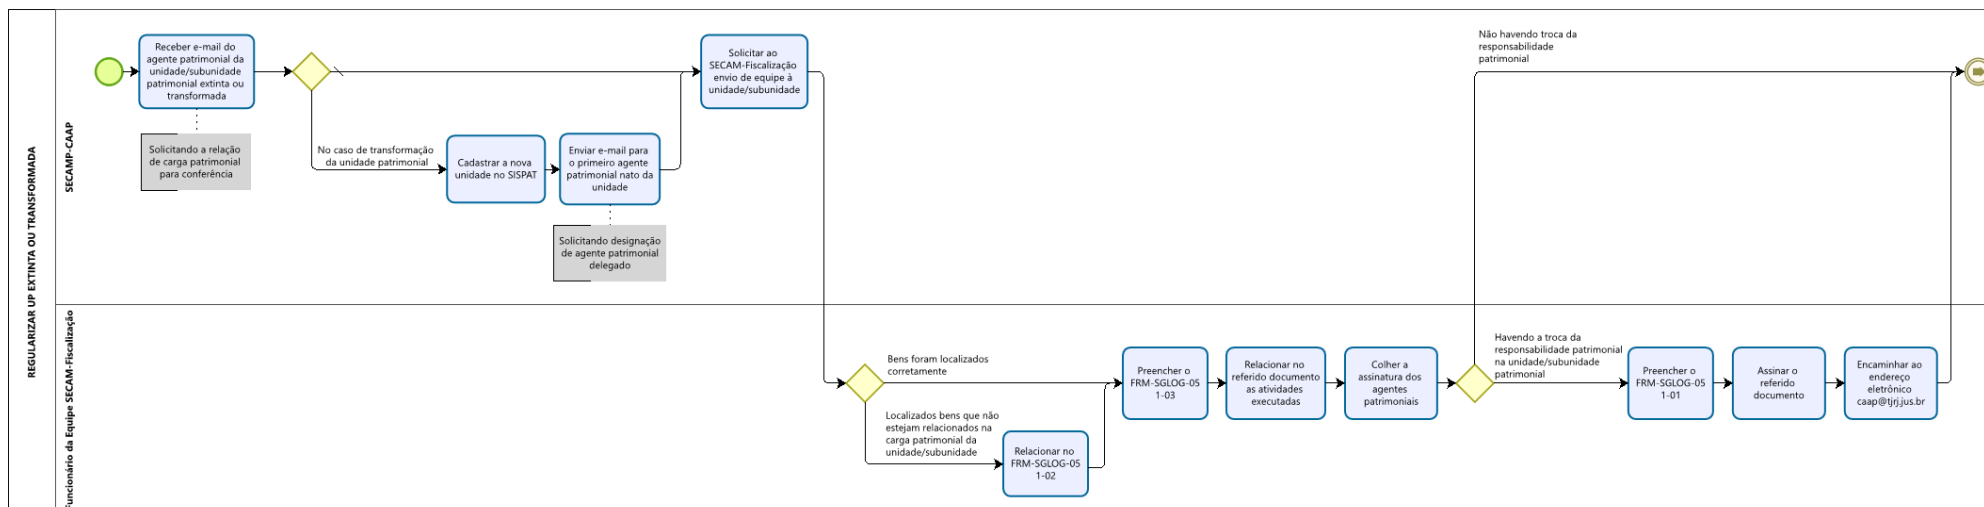 REGULARIZAR UP EXTINTA OU TRANSFORMADA
SECAMP-CAAP
Receber e-mail do
agente patrimonial da
unidade/subunidade
patrimonial extinta ou
transformada
Solicitando a relação
de carga patrimonial
para conferência
No caso de transformação
da unidade patrimonial
Cadastrar a nova
unidade no SISPAT
Enviar e-mail para
o primeiro agente
patrimonial nato da
unidade
Solicitando designação
de agente patrimonial
delegado
Solicitar ao
SECAM-Fiscalização
envio de equipe à
unidade/subunidade
Não havendo troca da
responsabilidade
patrimonial
Funcionário da Equipe SECAM-Fiscalização
Bens foram localizados
corretamente
Localizados bens que não
estejam relacionados na
carga patrimonial da
unidade/subunidade
Relacionar no
FRM-SGLOG-05
1-02
Preencher o
FRM-SGLOG-05
1-03
Relacionar no
referido documento
as atividades
executadas
Colher a
assinatura dos
agentes
patrimoniais
Havendo a troca da
responsabilidade patrimonial
na unidade/subunidade
patrimonial
Preencher o
FRM-SGLOG-05
1-01
Assinar o
referido
documento
Encaminhar ao
endereço
eletrônico
caap@tjrj.jus.br